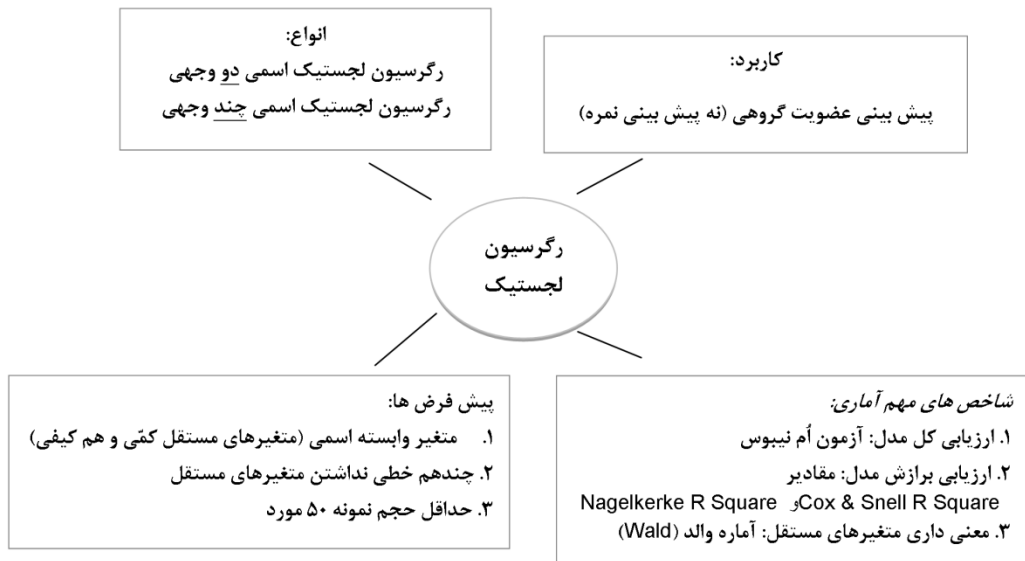 انواع:
رگرسیون لجستیک اسمی دو وجهی
رگرسیون لجستیک اسمی چند وجهی
کاربرد:
پیش بینی عضویت گروهی (نه پیش بینی نمره)
رگرسیون
لجستیک
پیش فرض ها:
۱. متغیر وابسته اسمی (متغیرهای مستقل کمّی و هم کیفی)
۲. چندهم خطی نداشتن متغیرهای مستقل
۳. حداقل حجم نمونه ۵۰ مورد
شاخص های مهم آماری:
۱. ارزیابی کل مدل: آزمون اُم نیبوس
۲. ارزیابی برازش مدل: مقادیر
Cox & Snell R Square و Nagelkerke R Square
۳. معنی داری متغیرهای مستقل: آماره والد (Wald)